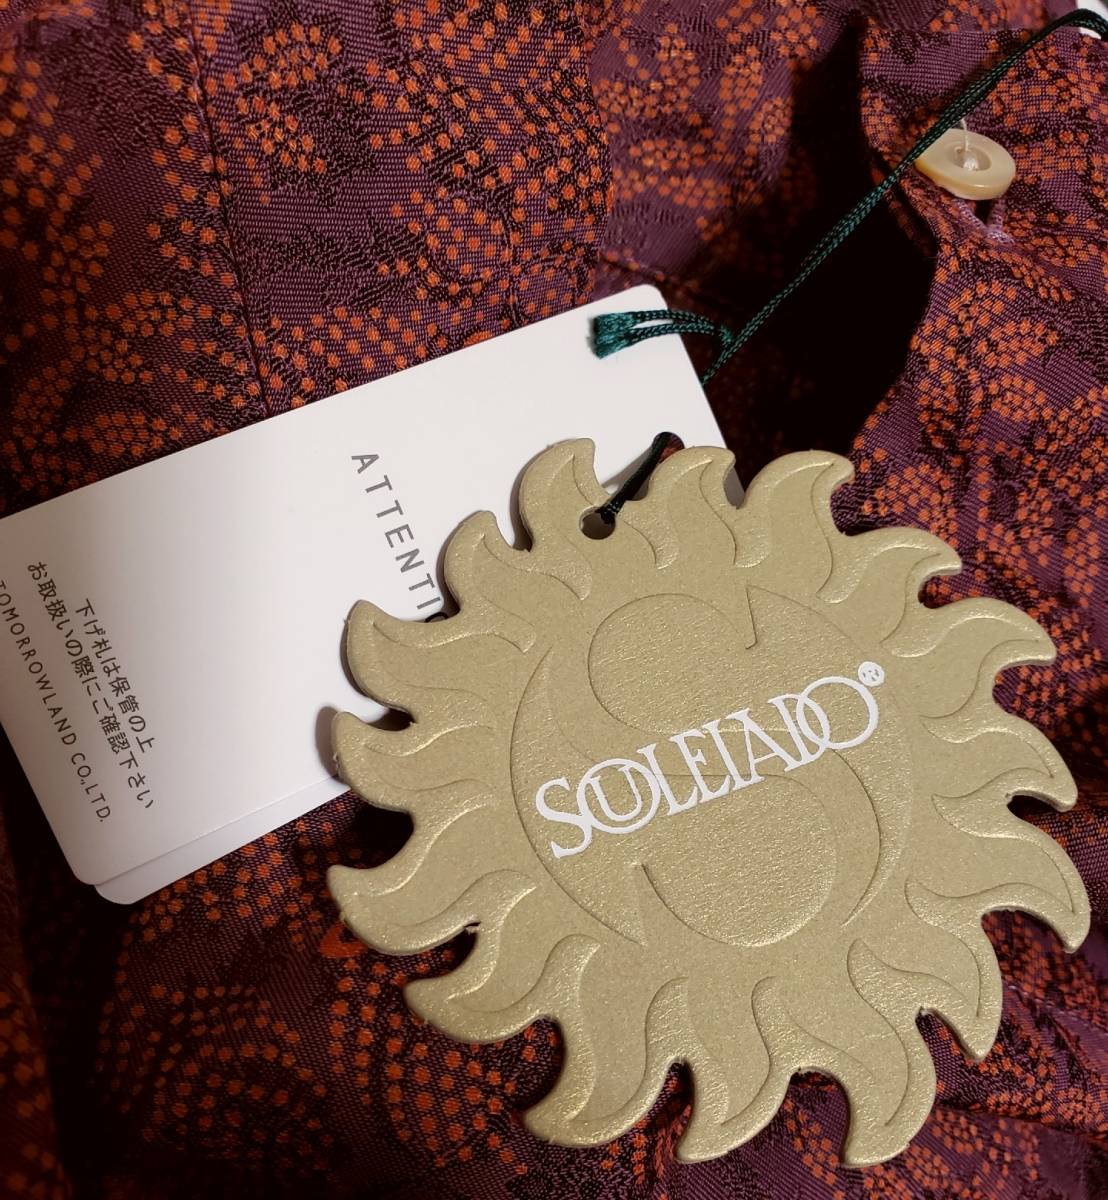 ATTENTI
下げ札は保管の上
お取扱いの際にご確認下さい
TOMORROWLAND CO.,LTD.
SOULEIADO®